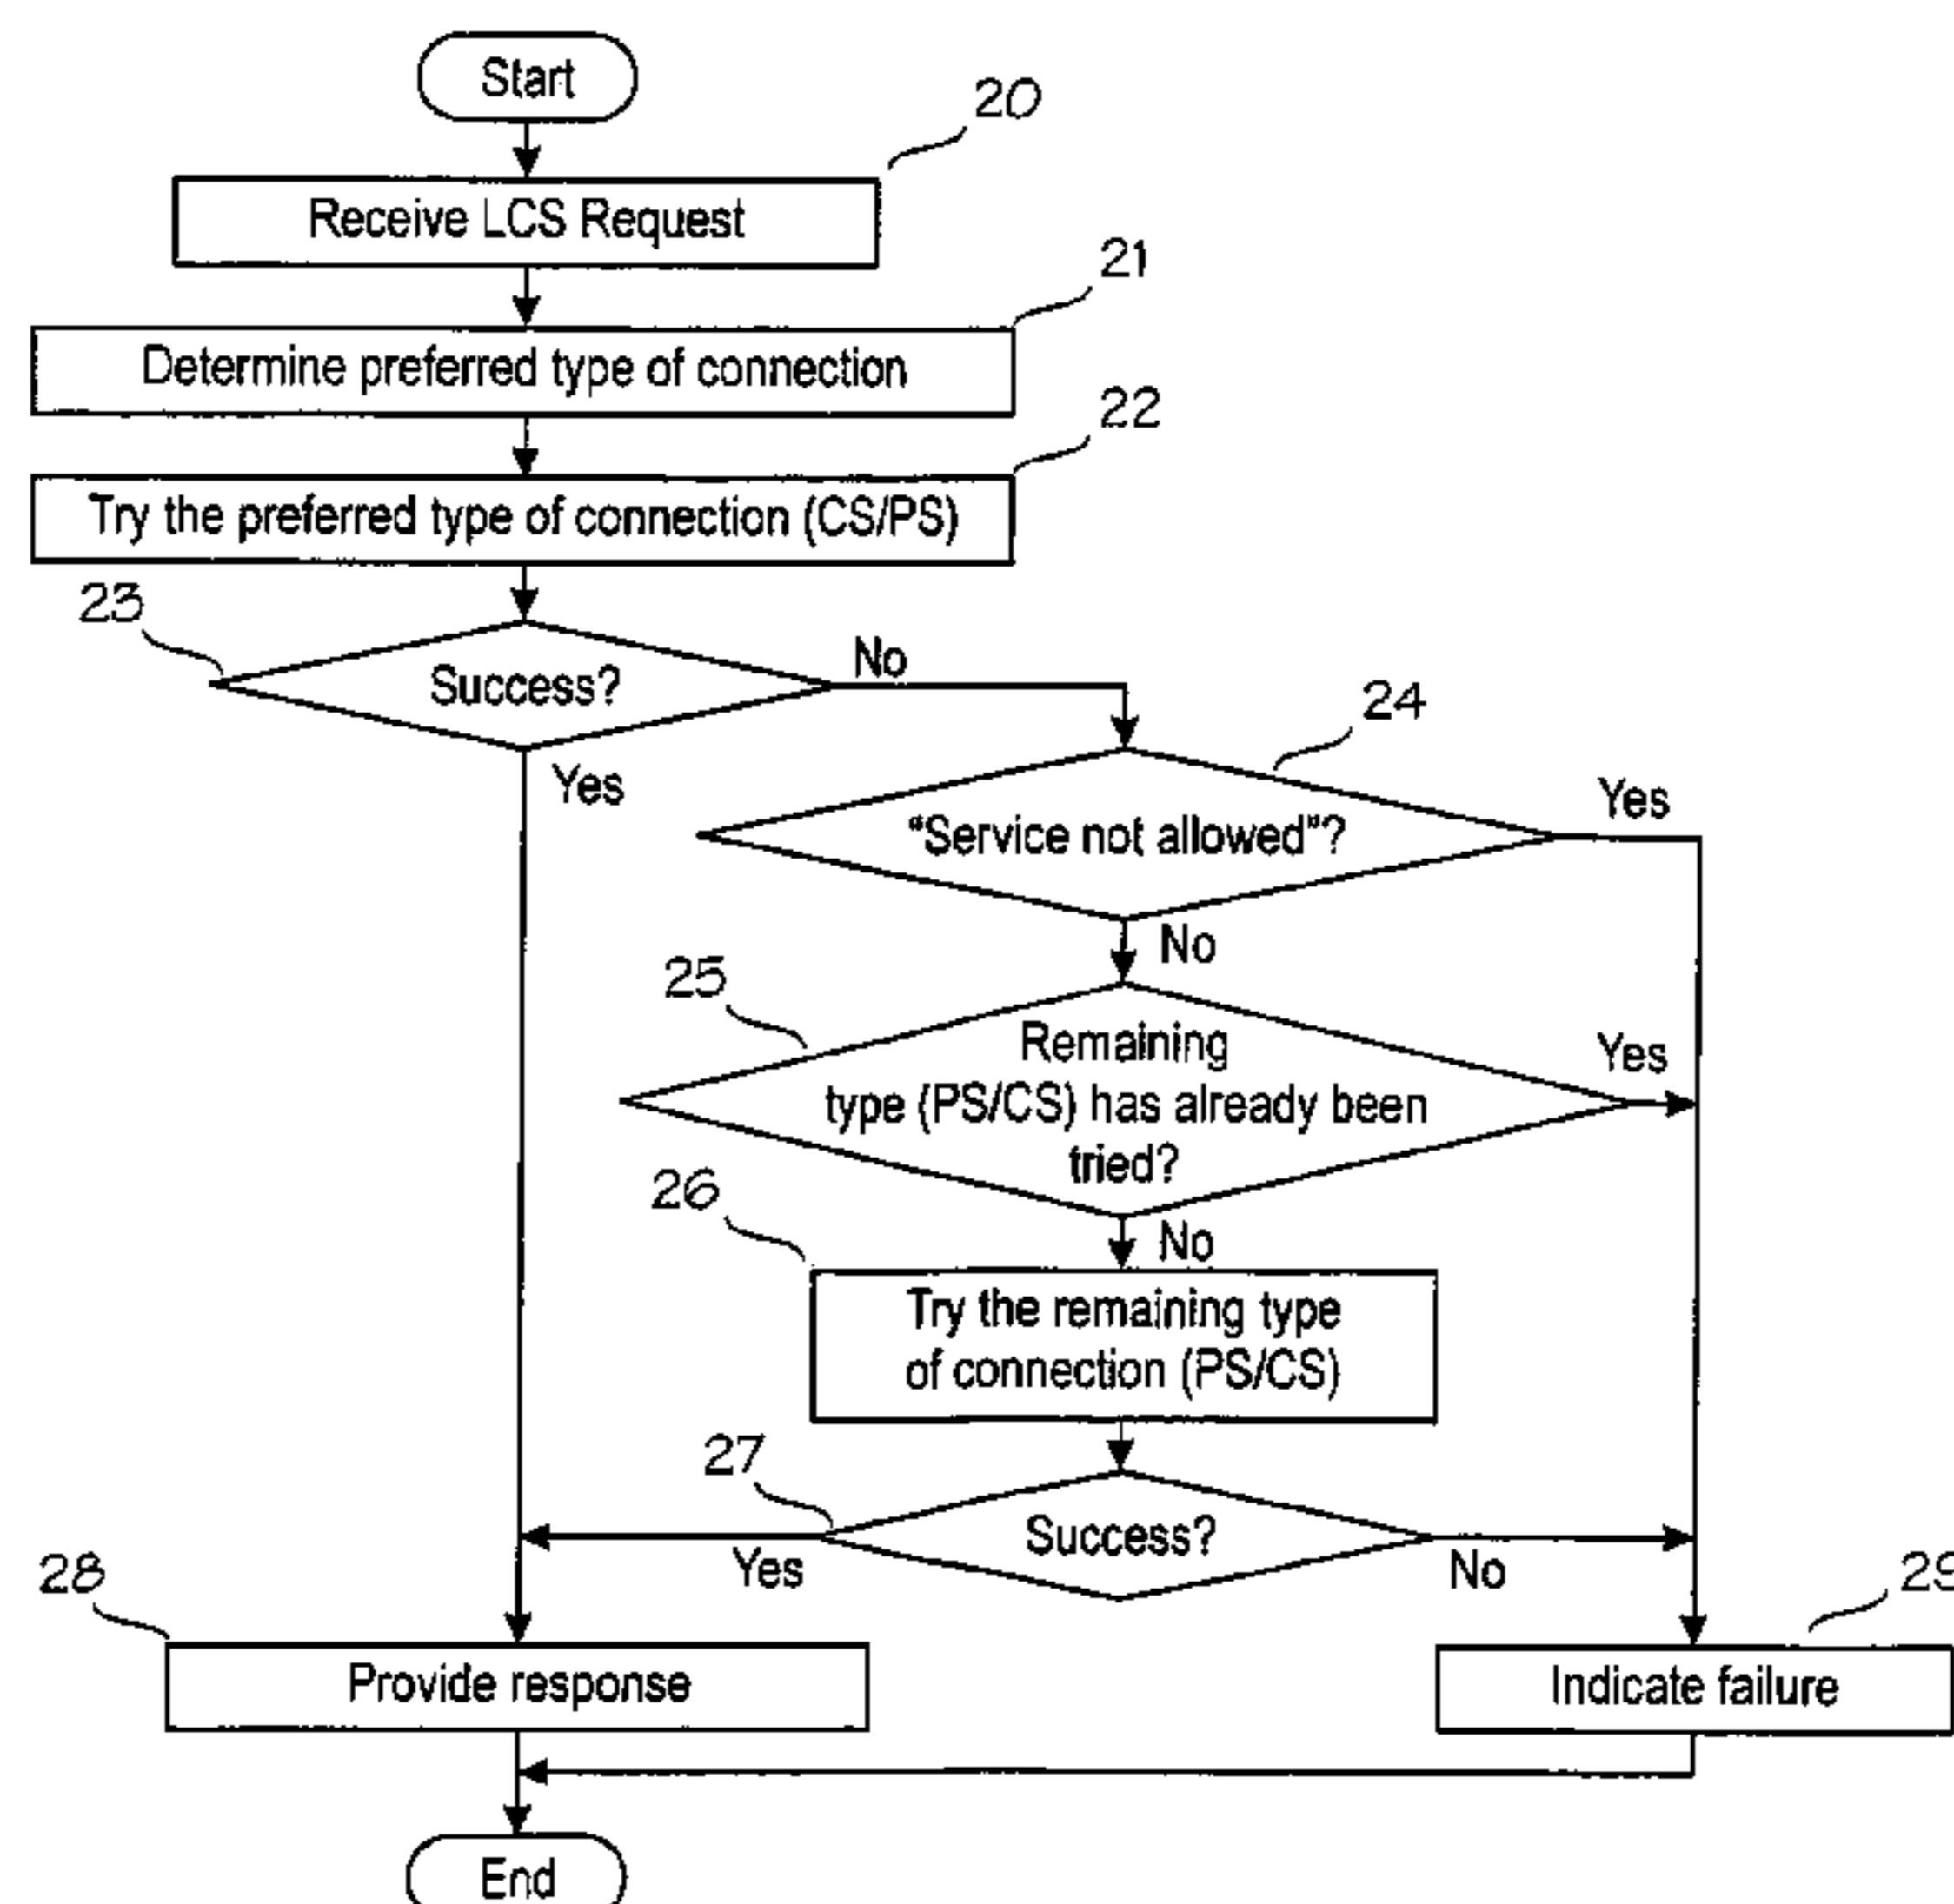 Start
20
Receive LCS Request
21
Determine preferred type of connection
22
Try the preferred type of connection (CS/PS)
23
Success?
No
Yes
24
"Service not allowed"?
Yes
No
25
Remaining
type (PS/CS) has already been
tried?
Yes
No
26
Try the remaining type
of connection (PS/CS)
27
Success?
Yes
No
28
Provide response
29
Indicate failure
End